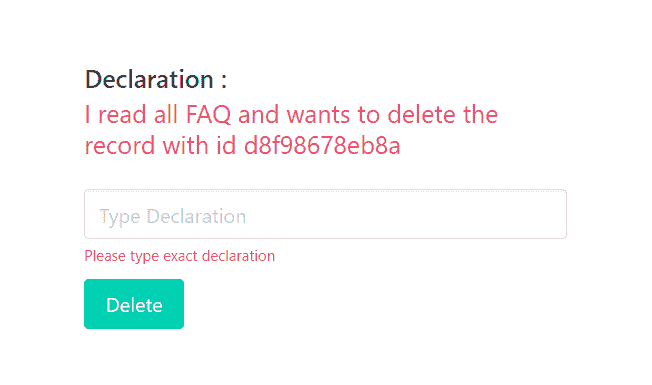 Declaration :
I read all FAQ and wants to delete the
record with id d8f98678eb8a
Type Declaration
Please type exact declaration
Delete